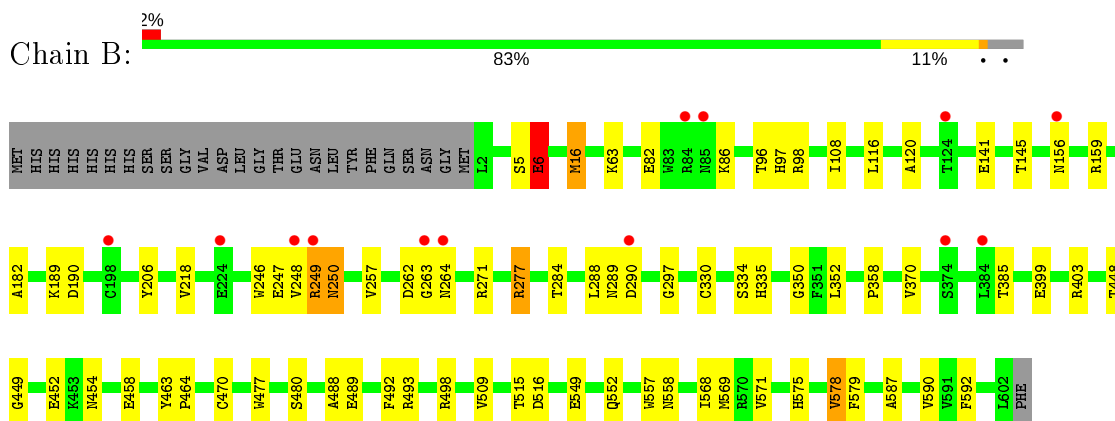 2%
Chain B:
83% 11% • •
MET HIS HIS HIS HIS HIS HIS SER SER GLY VAL ASP LEU GLY THR GLU ASN LEU TYR PHE GLN SER ASN GLY MET L2 S5 E6 M16 K63 E82 W83 R84 N85 K86 T96 H97 R98 I108 L116 A120 T124 E141 T145 N156 R159
A182 K189 D190 C198 Y206 V218 E224 W246 E247 V248 R249 N250 V257 D262 G263 N264 R271 R277 T284 L288 N289 D290 G297 C330 S334 H335 G350 F351 L352 P358 V370 S374 L384 T385 E399 R403 T448
G449 E452 K453 N454 E458 Y463 P464 C470 W477 S480 A488 E489 F492 R493 R498 V509 T515 D516 E549 Q552 W557 N558 I568 M569 R570 V571 H575 V578 F579 A587 V590 V591 F592 L602 PHE